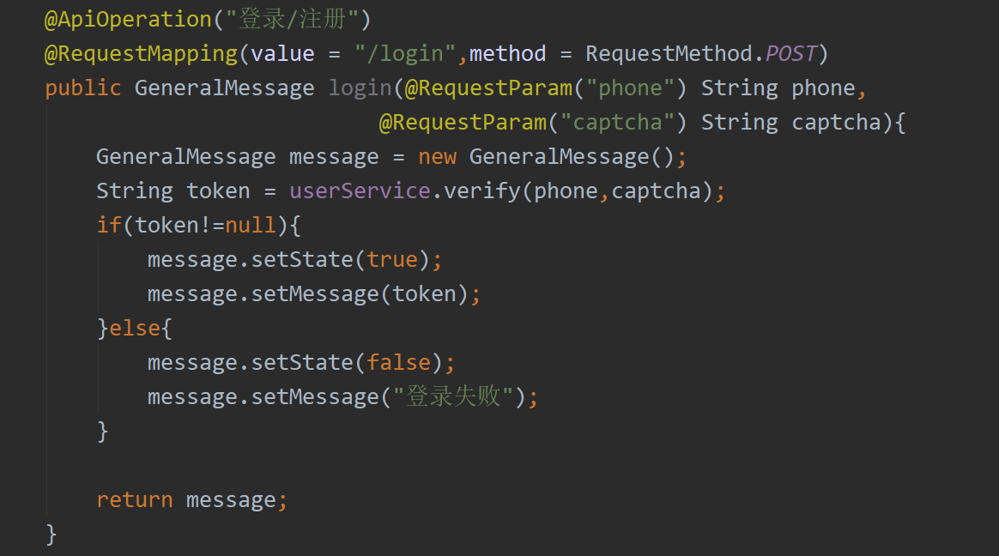 @ApiOperation("登录/注册")
@RequestMapping(value = "/login",method = RequestMethod.POST)
public GeneralMessage login(@RequestParam("phone") String phone,
@RequestParam("captcha") String captcha){
GeneralMessage message = new GeneralMessage();
String token = userService.verify(phone,captcha);
if(token!=null){
message.setState(true);
message.setMessage(token);
}else{
message.setState(false);
message.setMessage("登录失败");
}
return message;
}